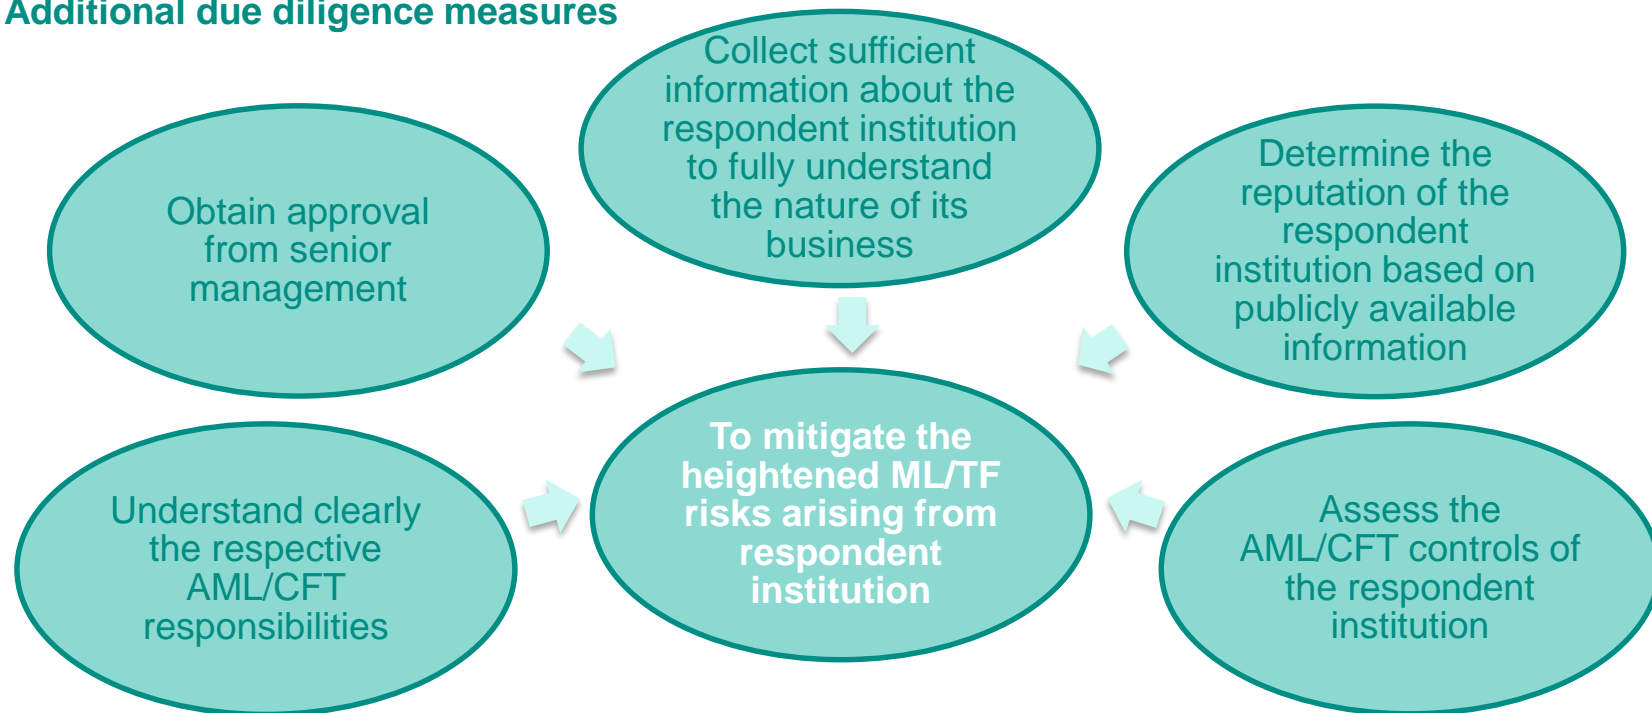 Additional due diligence measures
Collect sufficient
information about the
respondent institution
to fully understand
the nature of its
business
Obtain approval
from senior
management
Determine the
reputation of the
respondent
institution based on
publicly available
information
Understand clearly
the respective
AML/CFT
responsibilities
To mitigate the
heightened ML/TF
risks arising from
respondent
institution
Assess the
AML/CFT controls of
the respondent
institution